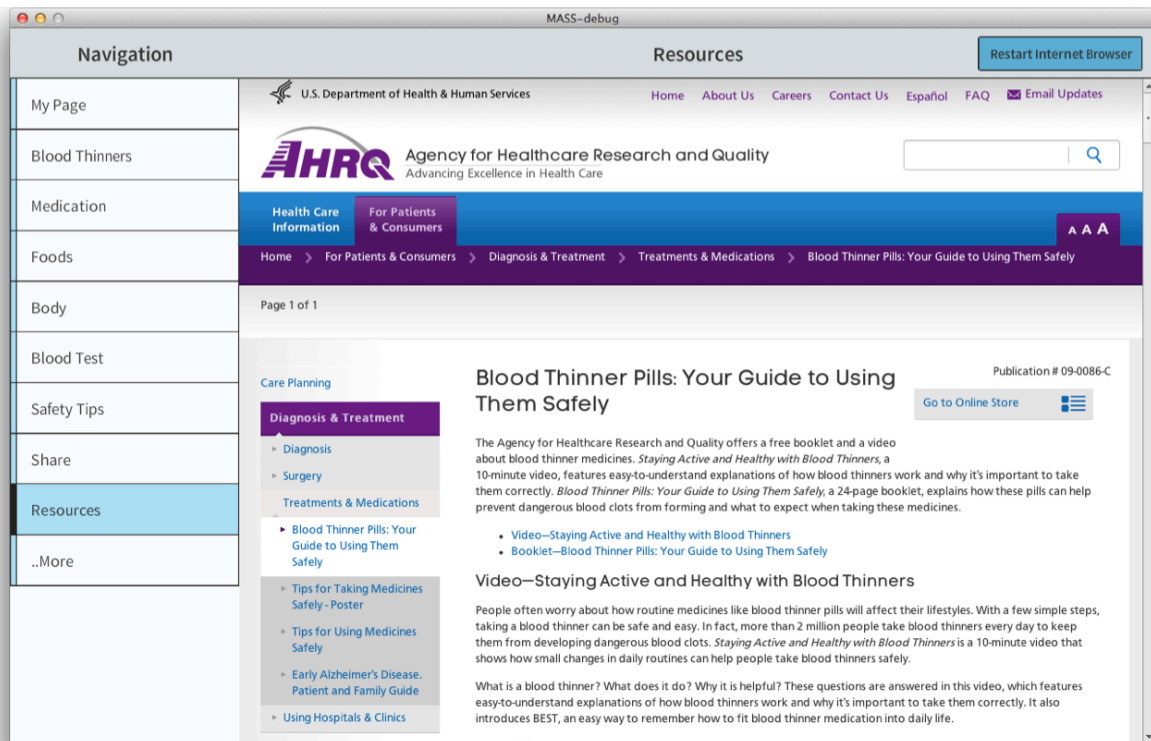 MASS-debug
Navigation
Resources
Restart Internet Browser
My Page
Blood Thinners
Medication
Foods
Body
Blood Test
Safety Tips
Share
Resources
..More
U.S. Department of Health & Human Services
Home About Us Careers Contact Us Español FAQ Email Updates
AHRQ
Agency for Healthcare Research and Quality
Advancing Excellence in Health Care
Health Care
Information
For Patients
& Consumers
A A A
Home > For Patients & Consumers > Diagnosis & Treatment > Treatments & Medications > Blood Thinner Pills: Your Guide to Using Them Safely
Page 1 of 1
Care Planning
Diagnosis & Treatment
Diagnosis
Surgery
Treatments & Medications
Blood Thinner Pills: Your
Guide to Using Them
Safely
Tips for Taking Medicines
Safely - Poster
Tips for Using Medicines
Safely
Early Alzheimer's Disease.
Patient and Family Guide
Using Hospitals & Clinics
Blood Thinner Pills: Your Guide to Using
Them Safely
Publication # 09-0086-C
Go to Online Store
The Agency for Healthcare Research and Quality offers a free booklet and a video
about blood thinner medicines. Staying Active and Healthy with Blood Thinners, a
10-minute video, features easy-to-understand explanations of how blood thinners work and why it's important to take
them correctly. Blood Thinner Pills: Your Guide to Using Them Safely, a 24-page booklet, explains how these pills can help
prevent dangerous blood clots from forming and what to expect when taking these medicines.
• Video—Staying Active and Healthy with Blood Thinners
• Booklet—Blood Thinner Pills: Your Guide to Using Them Safely
Video—Staying Active and Healthy with Blood Thinners
People often worry about how routine medicines like blood thinner pills will affect their lifestyles. With a few simple steps,
taking a blood thinner can be safe and easy. In fact, more than 2 million people take blood thinners every day to keep
them from developing dangerous blood clots. Staying Active and Healthy with Blood Thinners is a 10-minute video that
shows how small changes in daily routines can help people take blood thinners safely.
What is a blood thinner? What does it do? Why it is helpful? These questions are answered in this video, which features
easy-to-understand explanations of how blood thinners work and why it's important to take them correctly. It also
introduces BEST, an easy way to remember how to fit blood thinner medication into daily life.